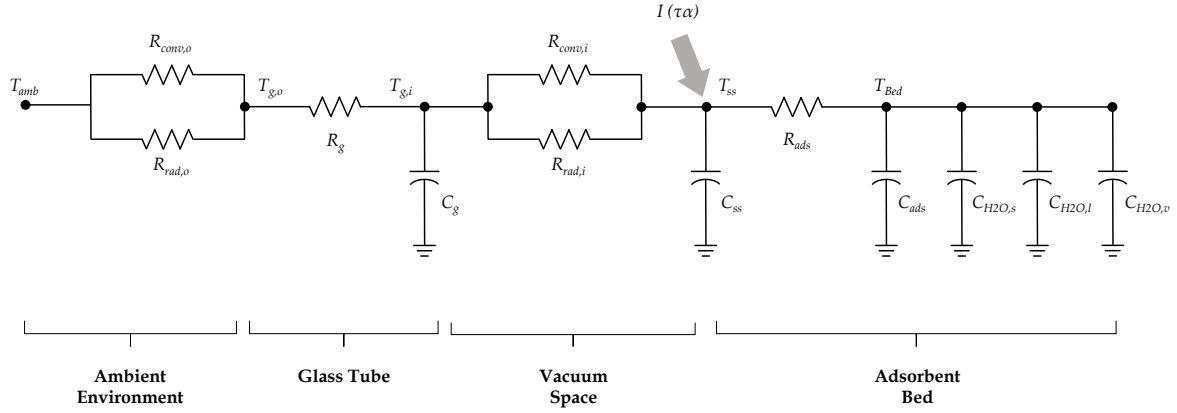 I (τα)
R_conv,o
R_conv,i
T_amb
T_g,o
T_g,i
T_ss
T_Bed
R_g
R_ads
R_rad,o
R_rad,i
C_g
C_ss
C_ads
C_H2O,s
C_H2O,l
C_H2O,v
Ambient
Environment
Glass Tube
Vacuum
Space
Adsorbent
Bed